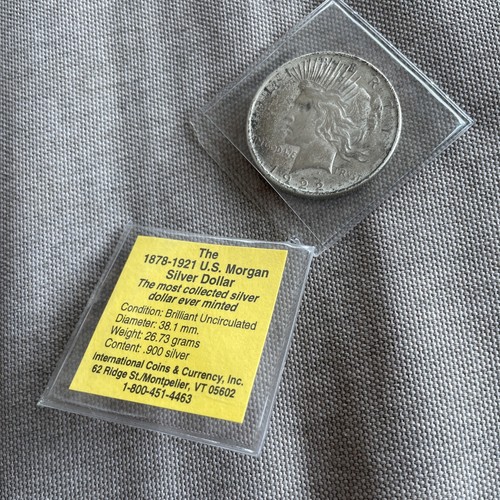 LIBERTY
1922
The
1878-1921 U.S. Morgan
Silver Dollar
The most collected silver
dollar ever minted
Condition: Brilliant Uncirculated
Diameter: 38.1 mm.
Weight: 26.73 grams
Content: .900 silver
International Coins & Currency, Inc.
62 Ridge St./Montpelier, VT 05602
1-800-451-4463